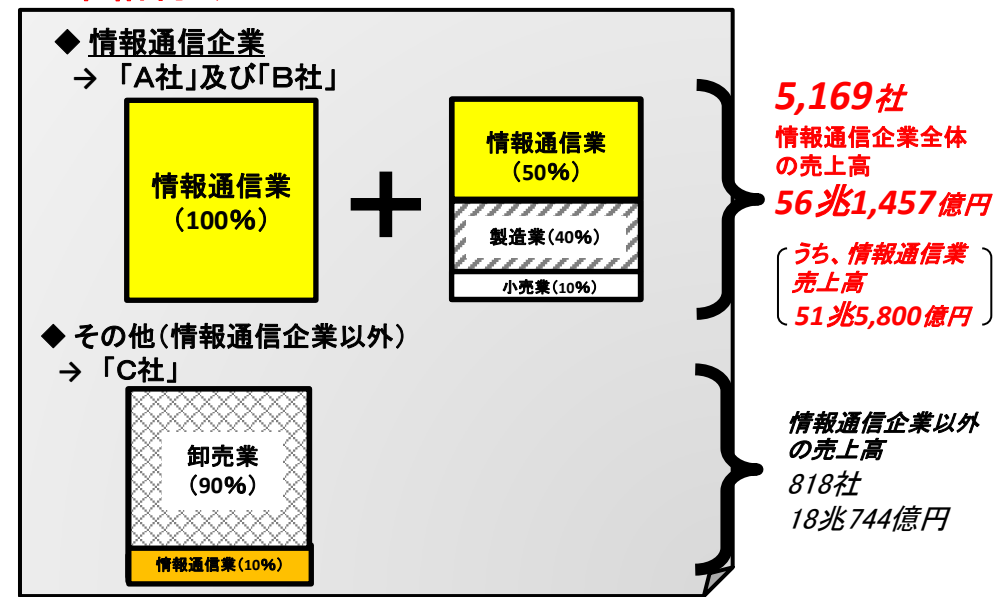 ◆ 情報通信企業
→ 「A社」及び「B社」
情報通信業
(100%)
+
情報通信業
(50%)
製造業(40%)
小売業(10%)
5,169社
情報通信企業全体
の売上高
56兆1,457億円
うち、情報通信業
売上高
51兆5,800億円
◆ その他(情報通信企業以外)
→ 「C社」
卸売業
(90%)
情報通信業(10%)
情報通信企業以外
の売上高
818社
18兆744億円